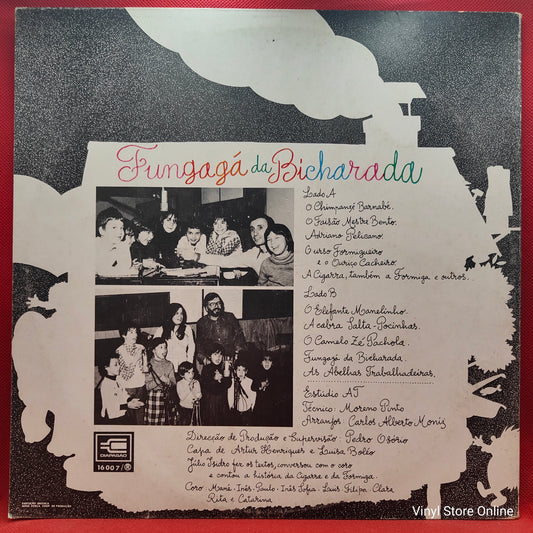 Fungagá da Bicharada
Lado A
O Chimpanzé Barnabé.
O Faisão Mestre Bento.
Adriano Pelicano
O urso Formigueiro
e o Ouriço Cacheiro.
A Cigarra, também a Formiga e outros.
Lado B
O Elefante Manelinho.
A cabra Salta-Pocinhas.
O Camelo Zé Pachola.
Fungagá da Bicharada
As Abelhas Trabalhadeiras.
Estúdio AT
Técnico: Moreno Pinto
Arranjos: Carlos Alberto Moniz
Direcção de Produção e Supervisão: Pedro Osório
Capa de Artur Henriques e Luisa Boléo
Júlio Isidro fez os textos, conversou com o coro
e contou a história da Cigarra e da Formiga.
Coro: Mané-Inês-Paulo-Inês Sofia-Luis Filipa-Clara
Rita e Catarina
DIAPASÃO
16007/R
Vinyl Store Online